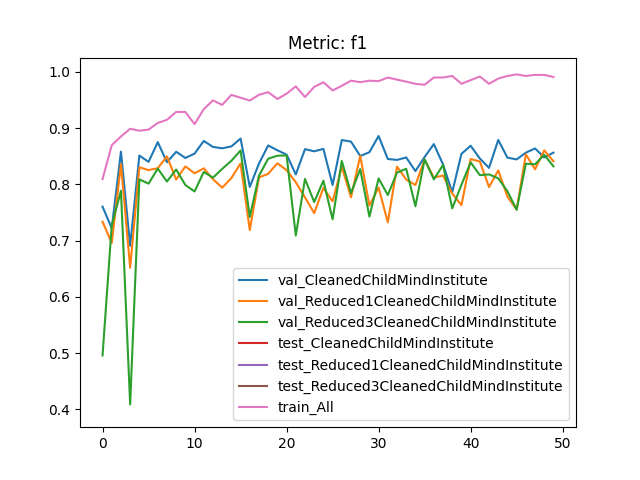 Metric: f1
1.0
0.9
0.8
0.7
0.6
0.5
0.4
val_CleanedChildMindInstitute
val_Reduced1CleanedChildMindInstitute
val_Reduced3CleanedChildMindInstitute
test_CleanedChildMindInstitute
test_Reduced1CleanedChildMindInstitute
test_Reduced3CleanedChildMindInstitute
train_All
0 10 20 30 40 50